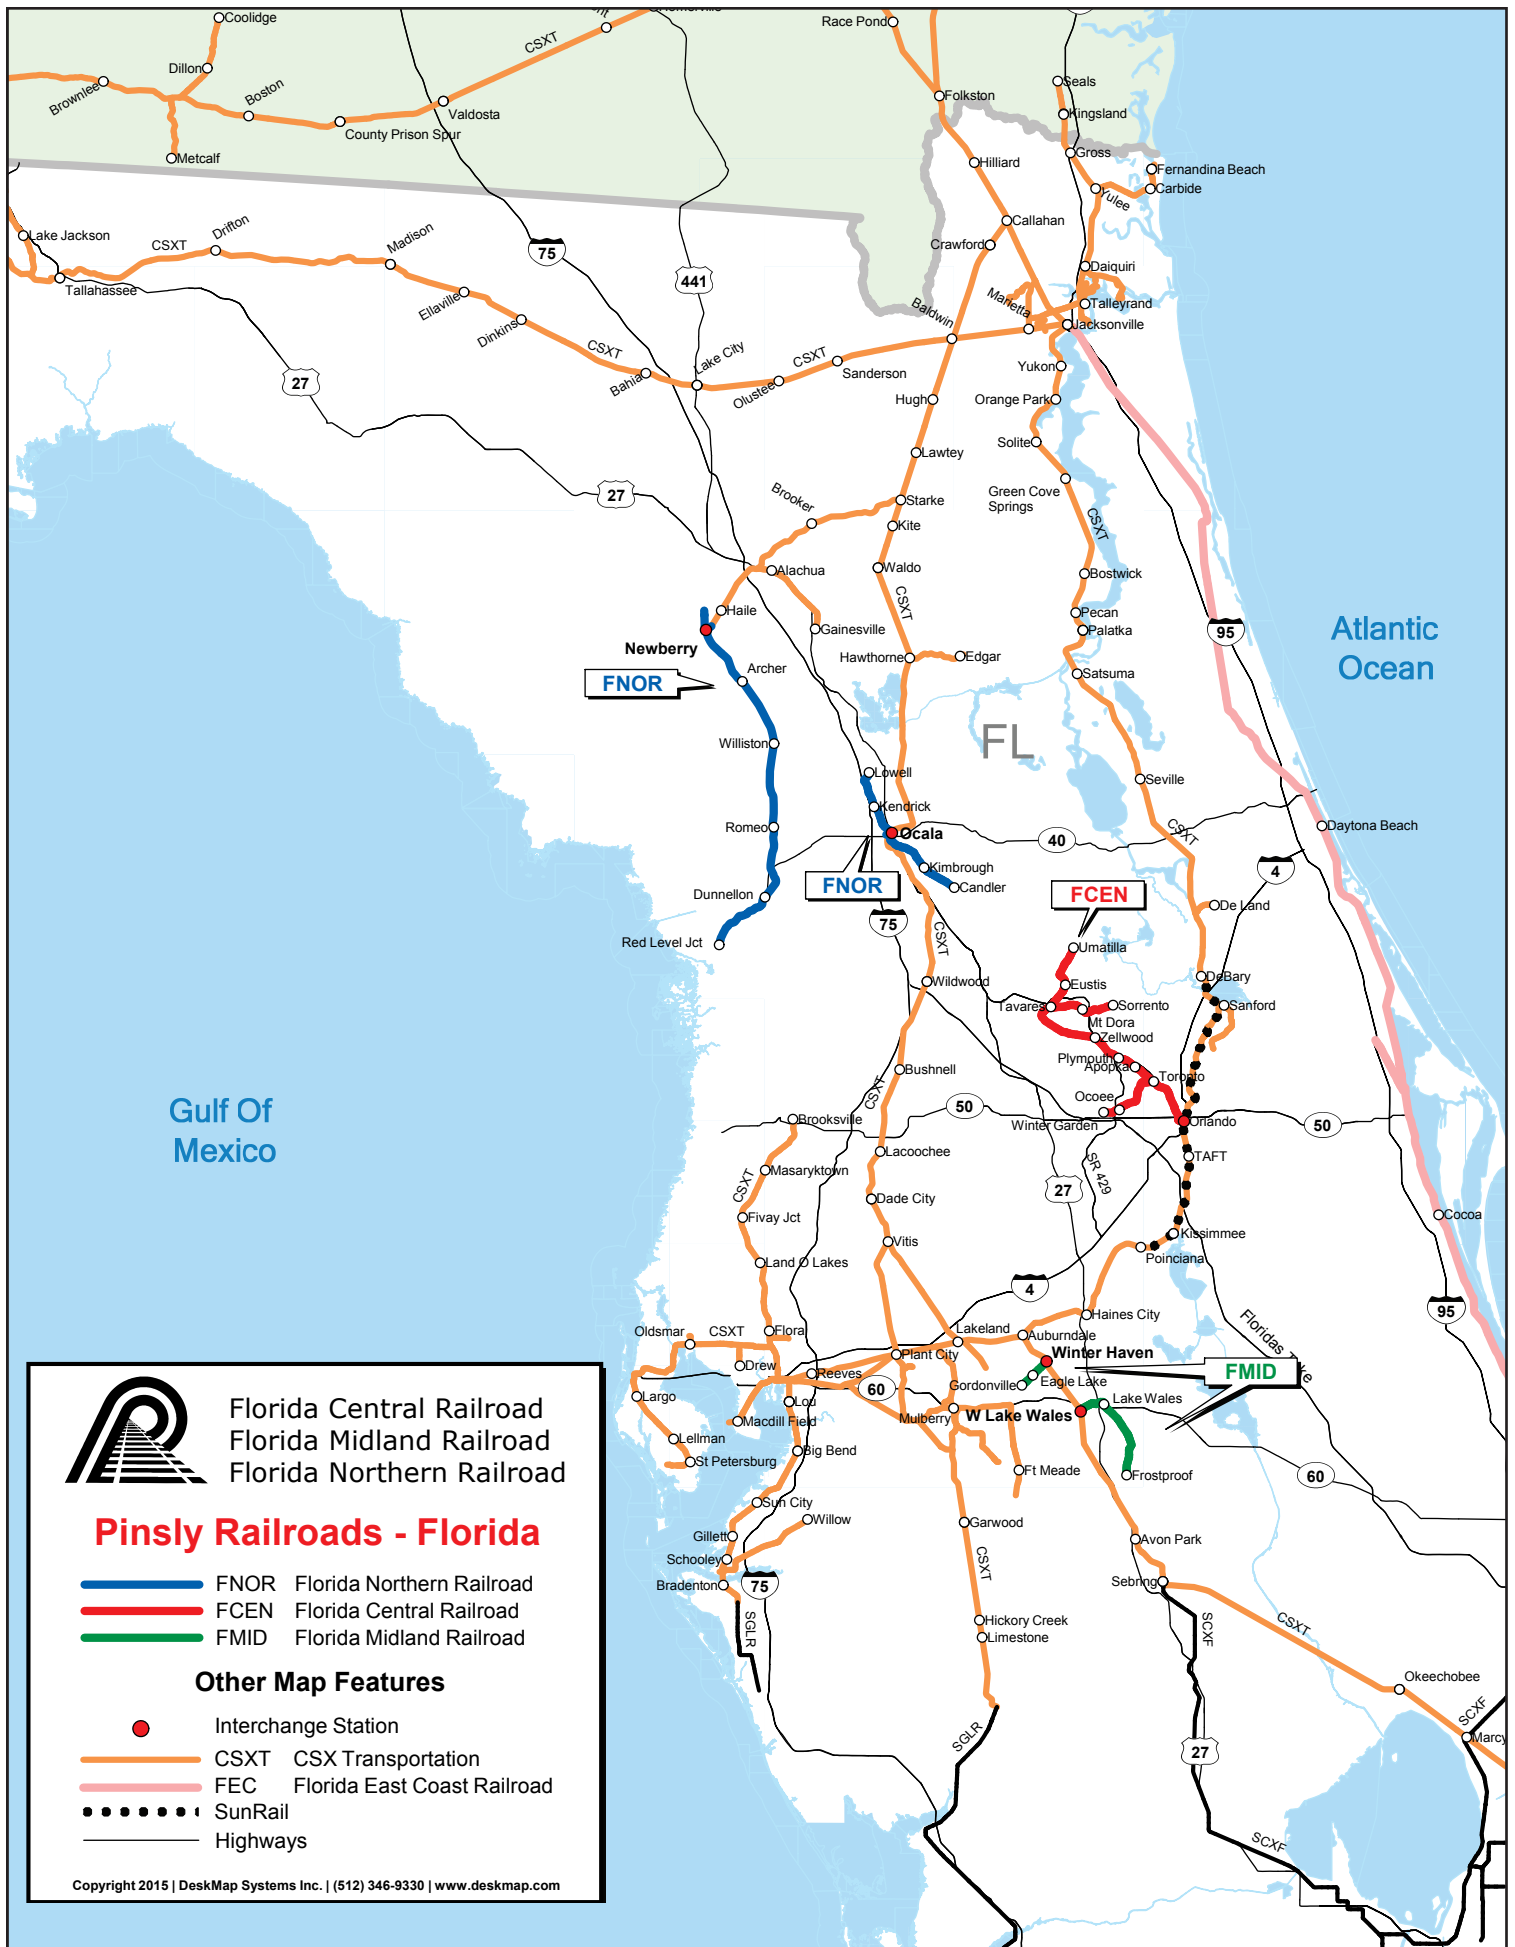 Coolidge
Race Pond
CSXT
Dillon
Brownlee
Boston
Valdosta
County Prison Spur
Metcalf
Folkston
Seals
Kingsland
Gross
Hilliard
Fernandina Beach
Carbide
Yulee
Callahan
Crawford
Lake Jackson
CSXT
Drifton
Madison
75
441
Tallahassee
Ellaville
Dinkins
CSXT
Bahia
Lake City
Olustee
CSXT
Sanderson
Baldwin
Marietta
Daiquiri
Talleyrand
Jacksonville
27
Yukon
Hugh
Orange Park
Solite
Lawtey
27
Brooker
Starke
Green Cove
Springs
CSXT
Kite
Alachua
Waldo
Bostwick
CSXT
Haile
Pecan
Gainesville
Palatka
95
Atlantic
Ocean
Newberry
Hawthorne
Edgar
Archer
FNOR
Satsuma
Williston
FL
Lowell
Seville
Kendrick
Romeo
Ocala
40
CSXT
Daytona Beach
4
Kimbrough
FNOR
Candler
FCEN
Dunnellon
De Land
75
CSXT
Red Level Jct
Umatilla
Wildwood
Eustis
DeBary
Tavares
Sorrento
Sanford
Mt Dora
Zellwood
Plymouth
Apopka
Toronto
Bushnell
CSXT
Gulf Of
Mexico
50
Ocoee
Winter Garden
Orlando
50
Brooksville
Lacoochee
TAFT
Masaryktown
CSXT
SR 429
27
Dade City
Fivay Jct
Cocoa
Vitis
Kissimmee
Poinciana
Land O Lakes
4
95
Haines City
Floridas Tpke
Oldsmar
CSXT
Flora
Lakeland
Auburndale
Plant City
Winter Haven
Drew
Reeves
60
Gordonville
Eagle Lake
FMID
Largo
Lou
Macdill Field
Mulberry
W Lake Wales
Lake Wales
Lellman
Big Bend
St Petersburg
Ft Meade
Frostproof
60
Sun City
Willow
Gillett
Garwood
Avon Park
Schooley
CSXT
Bradenton
75
Sebring
SGLR
Hickory Creek
Limestone
SCXF
CSXT
Okeechobee
SCXF
Marcy
SGLR
27
SCXF
Florida Central Railroad
Florida Midland Railroad
Florida Northern Railroad
Pinsly Railroads - Florida
FNOR Florida Northern Railroad
FCEN Florida Central Railroad
FMID Florida Midland Railroad
Other Map Features
Interchange Station
CSXT CSX Transportation
FEC Florida East Coast Railroad
SunRail
Highways
Copyright 2015 | DeskMap Systems Inc. | (512) 346-9330 | www.deskmap.com